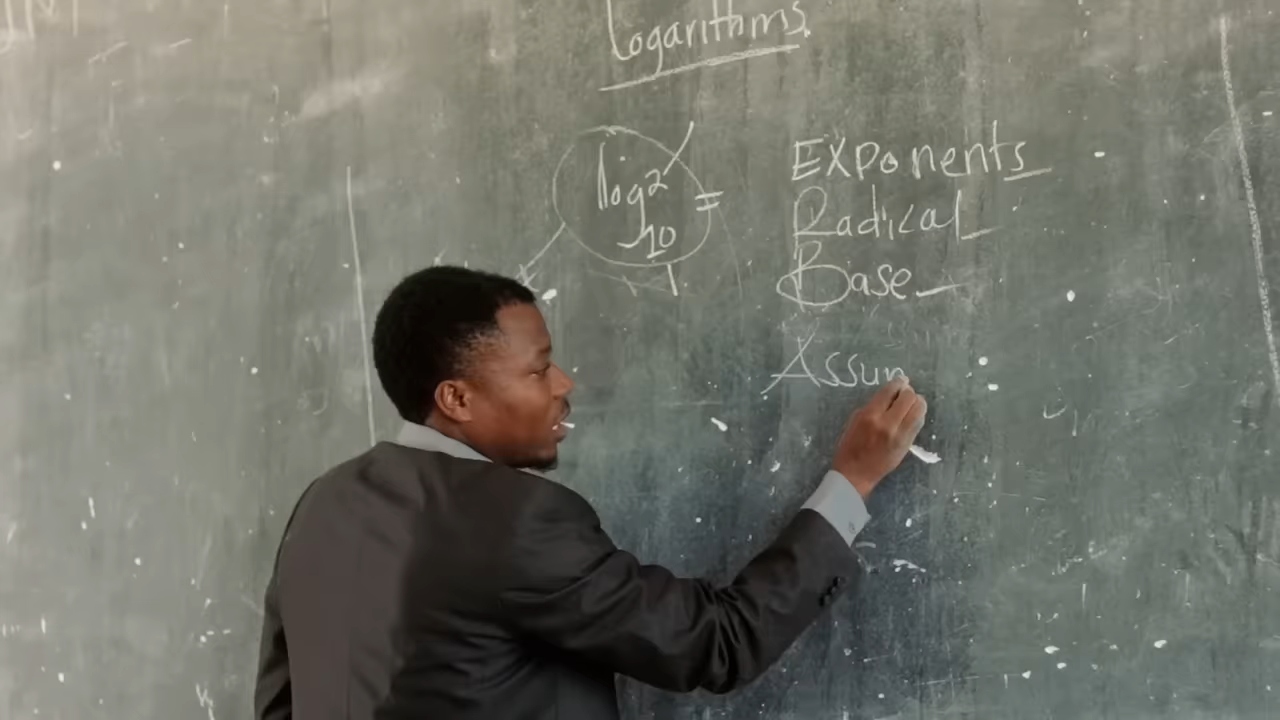 Logarithms.
log2
10 =
Exponents
Radical
Base
Assum